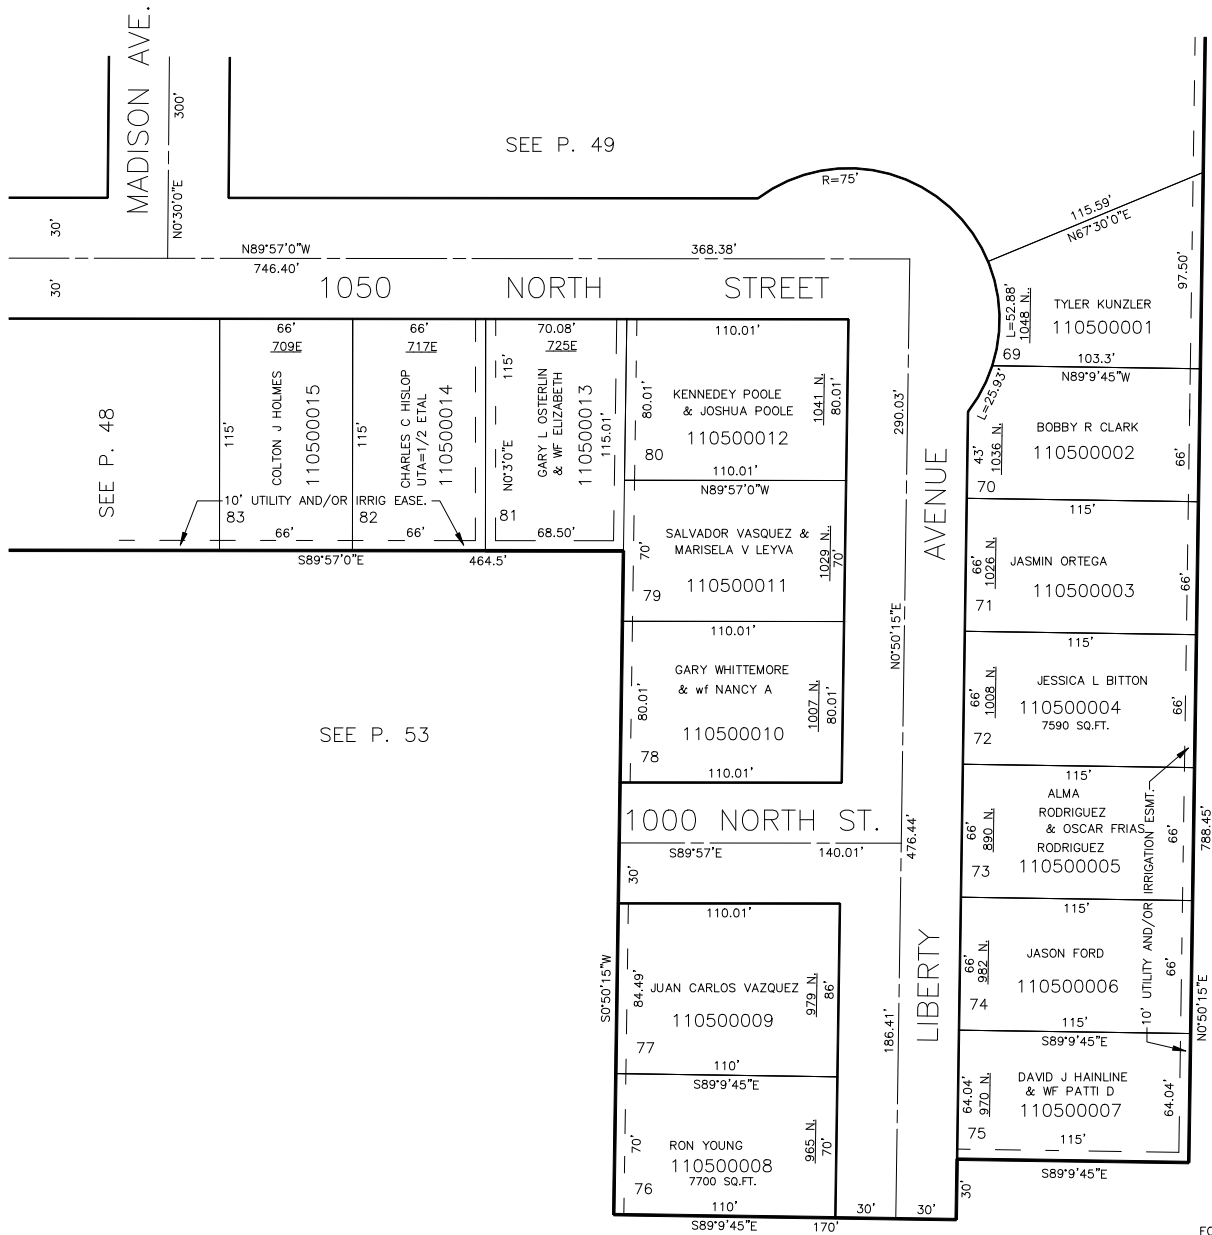 MADISON AVE.
300'
N0°30'0"E
SEE P. 49
R=75'
115.59'
N67°30'0"E
30'
N89°57'0"W
746.40'
368.38'
30'
1050 NORTH STREET
97.50'
L=52.88'
1048 N.
TYLER KUNZLER
110500001
69
103.3'
N89°9'45"W
L=25.93'
66'
709E
COLTON J HOLMES
110500015
115'
83
66'
66'
717E
CHARLES C HISLOP
UTA=1/2 ETAL
110500014
115'
82
66'
70.08'
725E
115'
GARY L OSTERLIN
& WF ELIZABETH
110500013
115.01'
N0°3'0"E
81
68.50'
SEE P. 48
10' UTILITY AND/OR IRRIG EASE.
S89°57'0"E
464.5'
110.01'
80.01'
KENNEDEY POOLE
& JOSHUA POOLE
110500012
1041 N.
80.01'
80
110.01'
N89°57'0"W
290.03'
43'
1036 N.
BOBBY R CLARK
110500002
66'
70
115'
70'
SALVADOR VASQUEZ &
MARISELA V LEYVA
110500011
1029 N.
70'
79
110.01'
AVENUE
66'
1026 N.
JASMIN ORTEGA
110500003
66'
71
115'
N0°50'15"E
80.01'
GARY WHITTEMORE
& wf NANCY A
110500010
1007 N.
80.01'
78
110.01'
66'
1008 N.
JESSICA L BITTON
110500004
7590 SQ.FT.
66'
72
115'
SEE P. 53
1000 NORTH ST.
S89°57'E
140.01'
476.44'
30'
66'
890 N.
ALMA
RODRIGUEZ
& OSCAR FRIAS
RODRIGUEZ
110500005
66'
73
115'
10' UTILITY AND/OR IRRIGATION ESMT.
788.45'
110.01'
S0°50'15"W
84.49'
JUAN CARLOS VAZQUEZ
110500009
979 N.
86'
77
110'
S89°9'45"E
LIBERTY
186.41'
66'
982 N.
JASON FORD
110500006
66'
74
115'
S89°9'45"E
N0°50'15"E
70'
RON YOUNG
110500008
7700 SQ.FT.
965 N.
70'
76
110'
S89°9'45"E
170'
30'
30'
64.04'
970 N.
DAVID J HAINLINE
& WF PATTI D
110500007
64.04'
75
115'
S89°9'45"E
30'